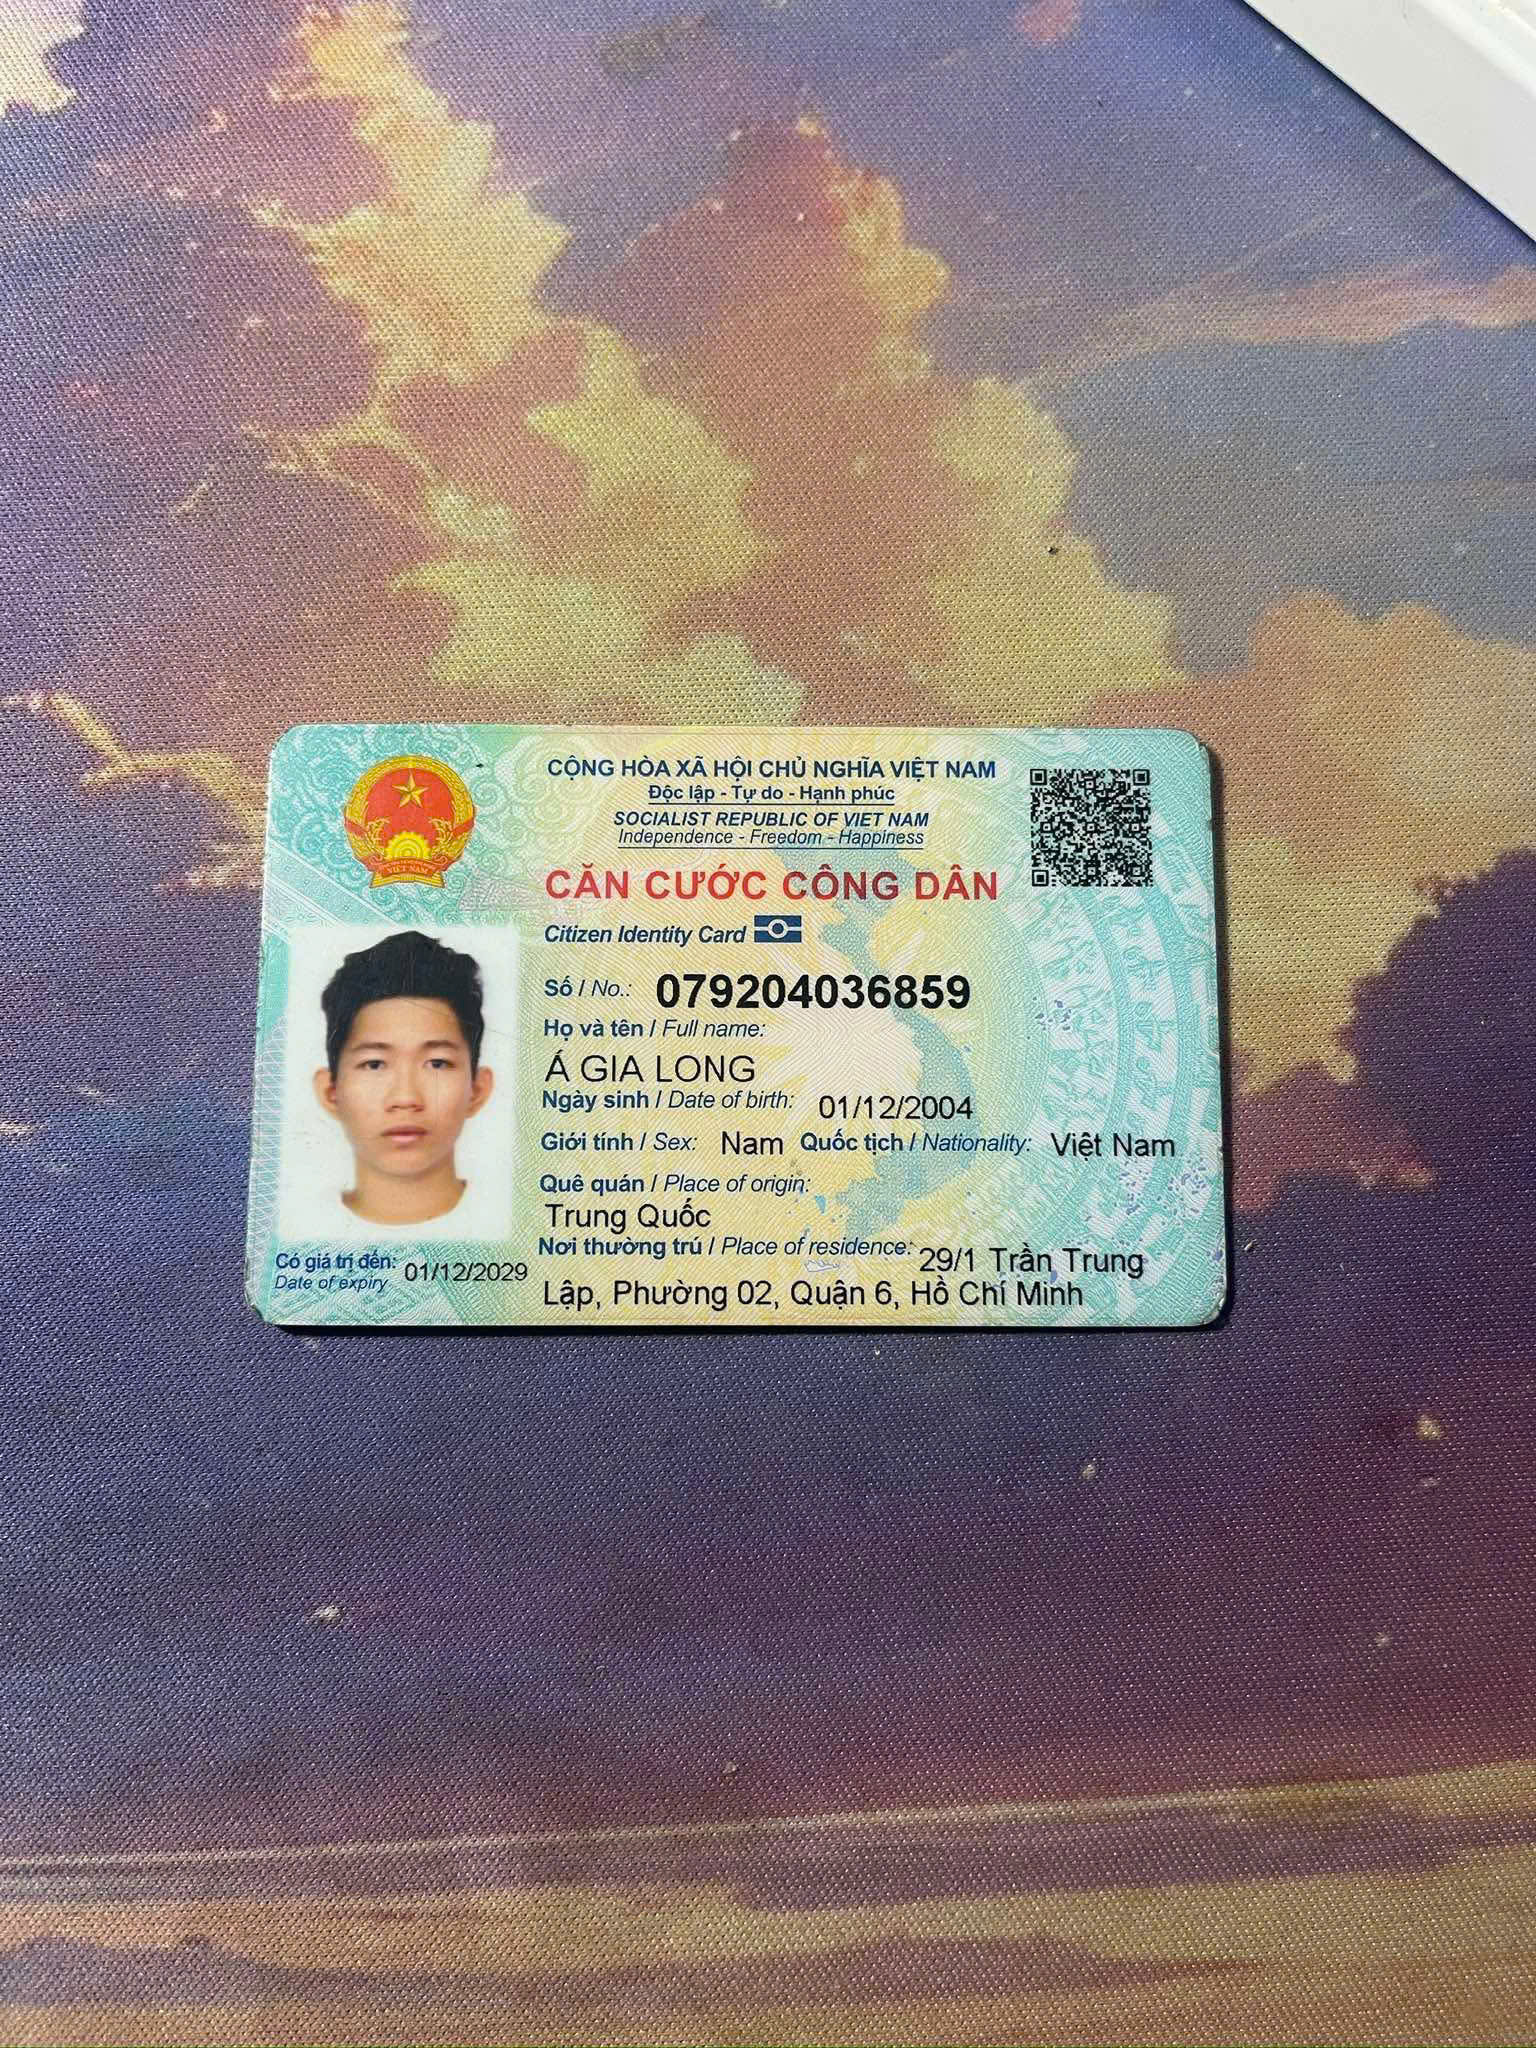 CỘNG HÒA XÃ HỘI CHỦ NGHĨA VIỆT NAM
Độc lập - Tự do - Hạnh phúc
SOCIALIST REPUBLIC OF VIET NAM
Independence - Freedom - Happiness
CĂN CƯỚC CÔNG DÂN
Citizen Identity Card
Số / No.: 079204036859
Họ và tên / Full name:
Á GIA LONG
Ngày sinh / Date of birth: 01/12/2004
Giới tính / Sex: Nam Quốc tịch / Nationality: Việt Nam
Quê quán / Place of origin:
Trung Quốc
Nơi thường trú / Place of residence: 29/1 Trần Trung
Lập, Phường 02, Quận 6, Hồ Chí Minh
Có giá trị đến: 01/12/2029
Date of expiry
VIỆT NAM